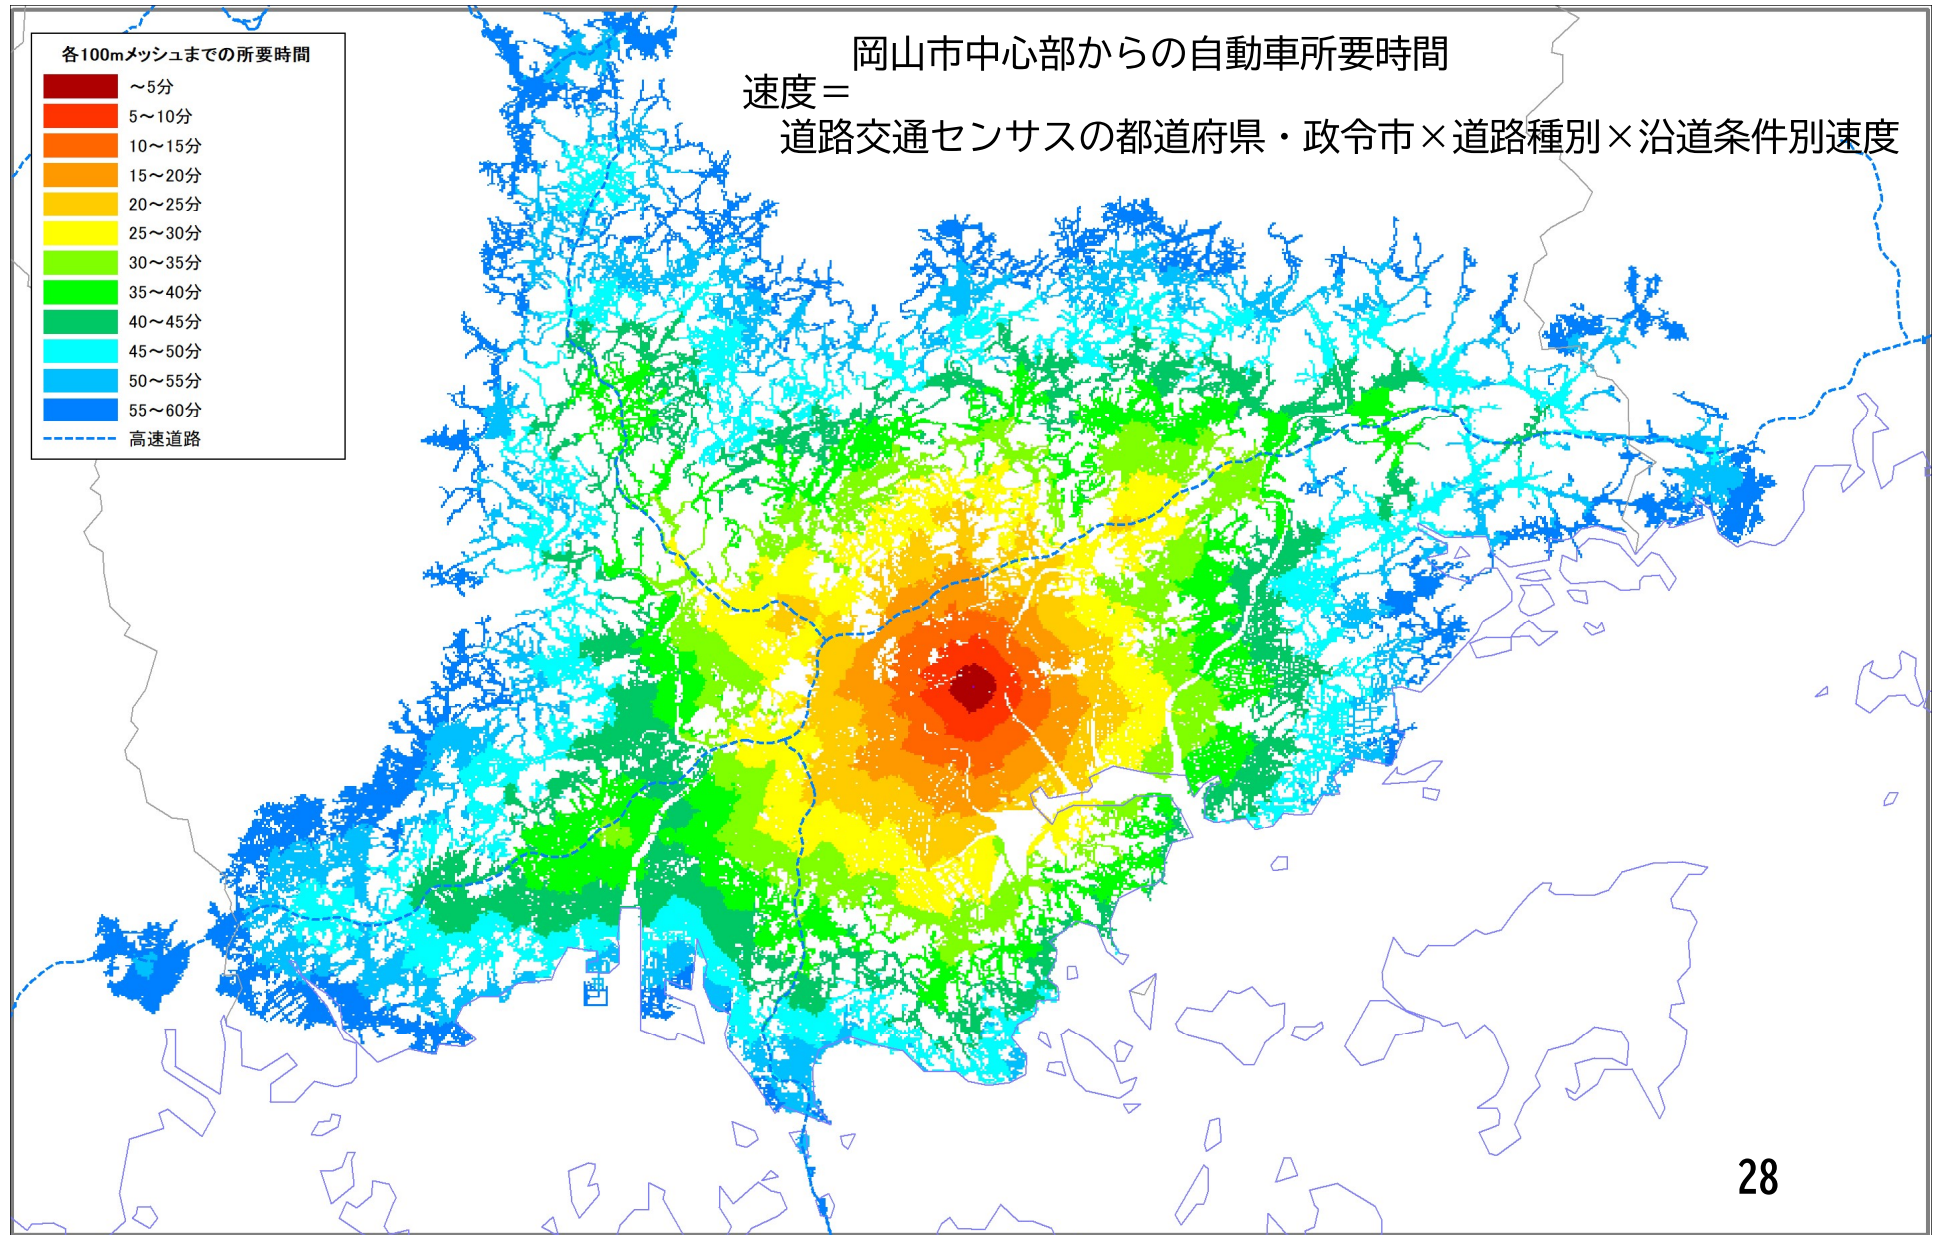 岡山市中心部からの自動車所要時間
速度＝
道路交通センサスの都道府県・政令市×道路種別×沿道条件別速度
各100mメッシュまでの所要時間
～5分
5～10分
10～15分
15～20分
20～25分
25～30分
30～35分
35～40分
40～45分
45～50分
50～55分
55～60分
高速道路
28